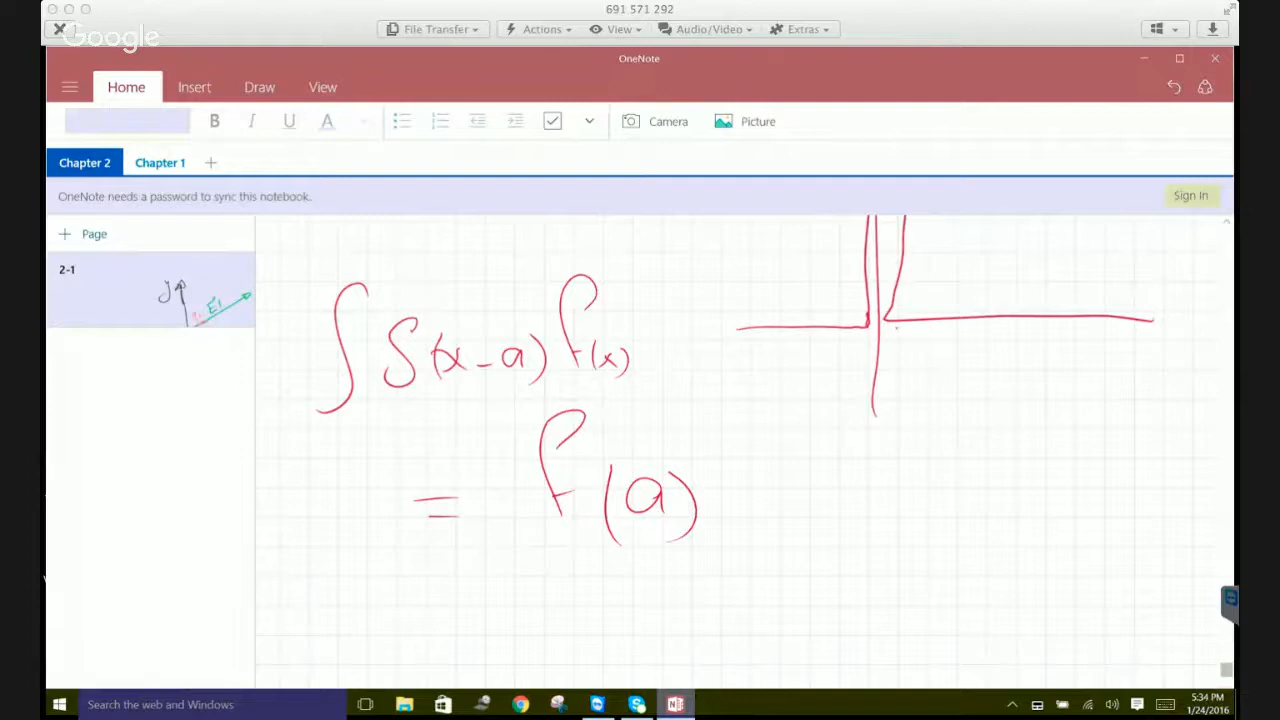 691 571 292
Google
File Transfer
Actions
View
Audio/Video
Extras
OneNote
Home Insert Draw View
B I U A
Camera
Picture
Chapter 2 Chapter 1 +
OneNote needs a password to sync this notebook.
Sign In
+ Page
2-1
y
E1
∫ δ(x-a) f(x)
= f(a)
Search the web and Windows
5:34 PM
1/24/2016